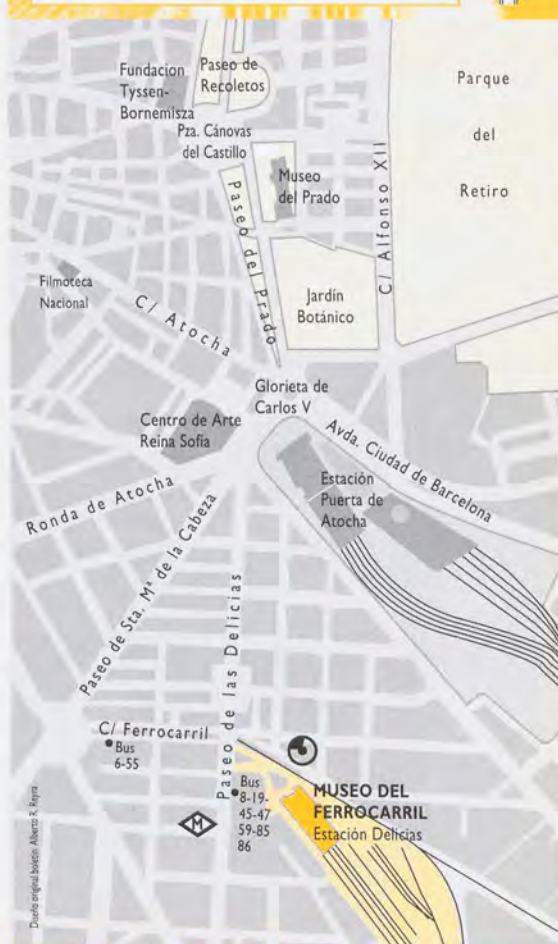 Fundacion
Tyssen-
Bornemisza
Paseo de
Recoletos
Parque
del
Retiro
Pza. Cánovas
del Castillo
Museo
del Prado
C/ Alfonso XII
Paseo del Prado
Filmoteca
Nacional
C/ Atocha
Jardín
Botánico
Glorieta de
Carlos V
Centro de Arte
Reina Sofía
Avda. Ciudad de Barcelona
Estación
Puerta de
Atocha
Ronda de Atocha
Paseo de Sta. Mª de la Cabeza
Paseo de las Delicias
C/ Ferrocarril
Bus
6-55
Bus
8-19-
45-47
59-85
86
M
MUSEO DEL
FERROCARRIL
Estación Delicias
Diseño original boletín: Alberto R. Reyra